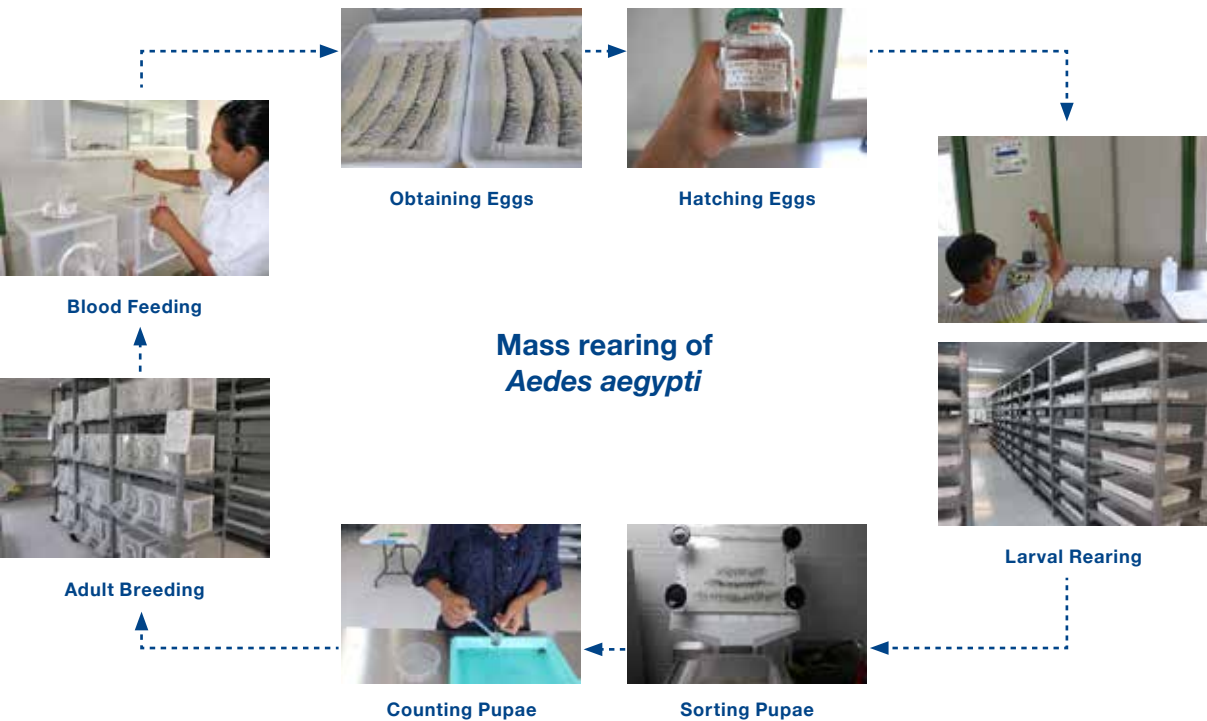 Obtaining Eggs
Hatching Eggs
Blood Feeding
Mass rearing of
Aedes aegypti
Larval Rearing
Adult Breeding
Counting Pupae
Sorting Pupae